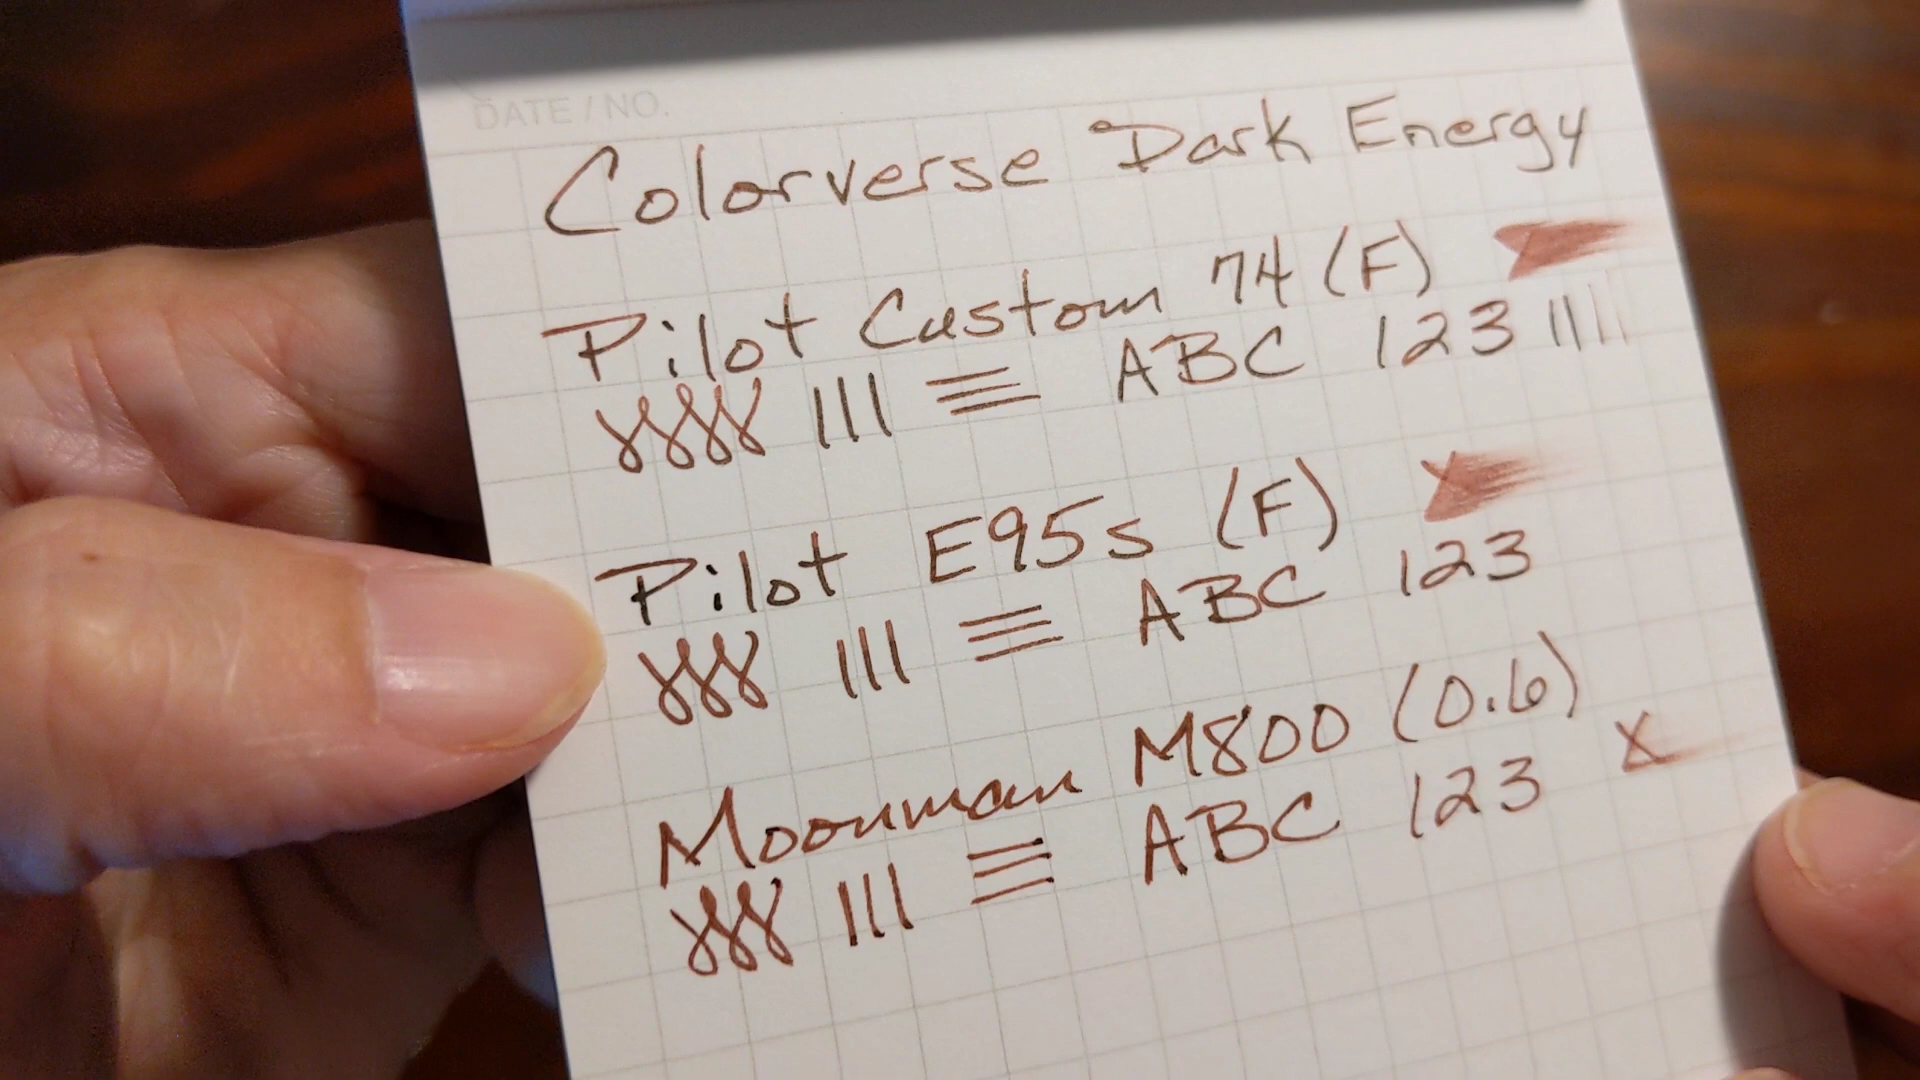 DATE / NO.
Colorverse Dark Energy
Pilot Custom 74 (F)
ABC 123
Pilot E95s (F)
ABC 123
Moonman M800 (0.6)
ABC 123 X